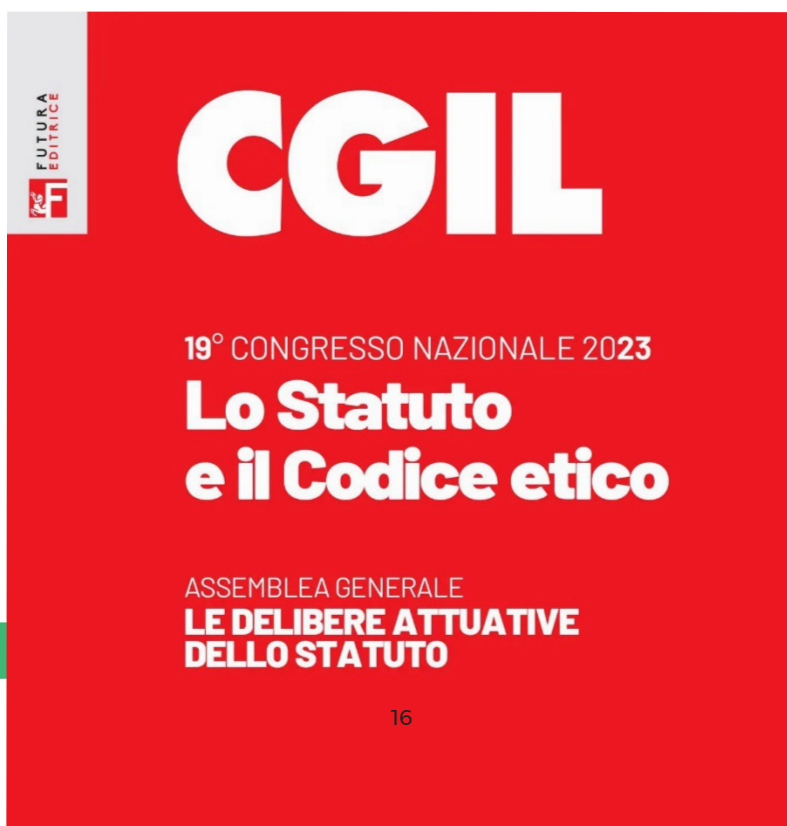 FUTURA
EDITRICE
CGIL
19° CONGRESSO NAZIONALE 2023
Lo Statuto
e il Codice etico
ASSEMBLEA GENERALE
LE DELIBERE ATTUATIVE
DELLO STATUTO
16